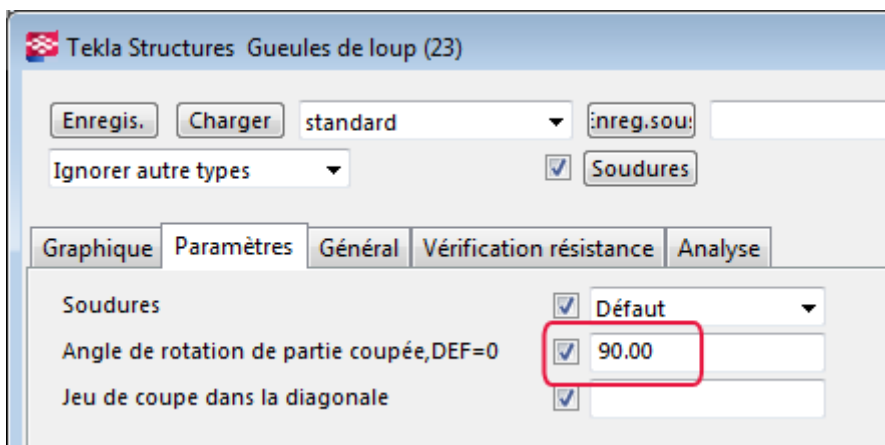 Tekla Structures Gueules de loup (23)
Enregis. Charger standard Enreg.sous
Ignorer autre types Soudures
Graphique Paramètres Général Vérification résistance Analyse
Soudures Défaut
Angle de rotation de partie coupée,DEF=0 90.00
Jeu de coupe dans la diagonale